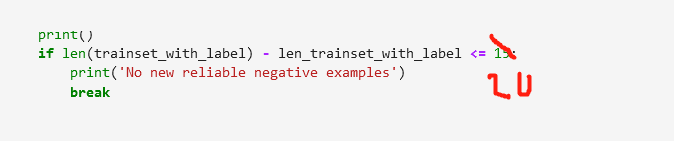 print()
if len(trainset_with_label) - len_trainset_with_label <= 15:
20
    print('No new reliable negative examples')
    break